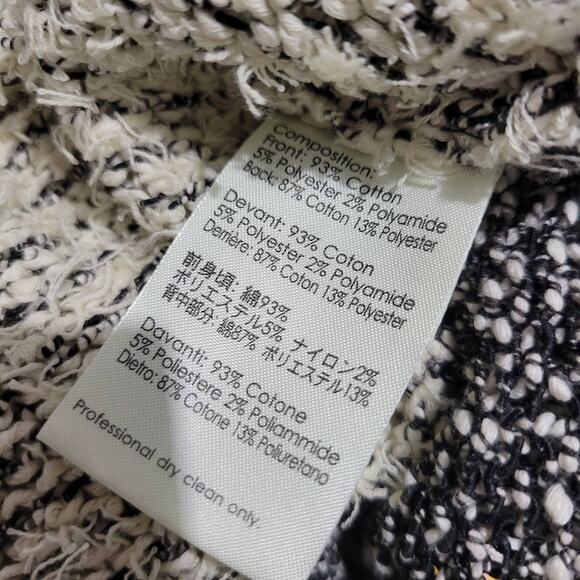 Composition:
Front: 93% Cotton
5% Polyester 2% Polyamide
Back: 87% Cotton 13% Polyester
Devant: 93% Coton
5% Polyester 2% Polyamide
Derrière: 87% Coton 13% Polyester
前身頃: 綿93%
ポリエステル5% ナイロン2%
背中部分: 綿87% ポリエステル13%
Davanti: 93% Cotone
5% Poliestere 2% Poliammide
Dietro: 87% Cotone 13% Poliuretano
Professional dry clean only.